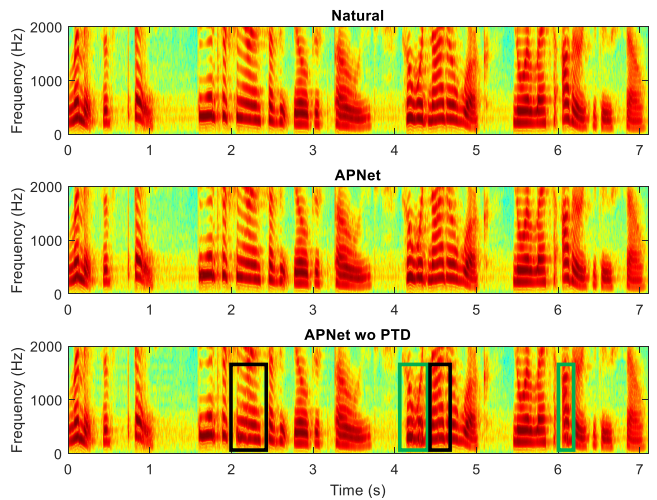 Natural
2000
1000
0
Frequency (Hz)
0 1 2 3 4 5 6 7
APNet
2000
1000
0
Frequency (Hz)
0 1 2 3 4 5 6 7
APNet wo PTD
2000
1000
0
Frequency (Hz)
0 1 2 3 4 5 6 7
Time (s)